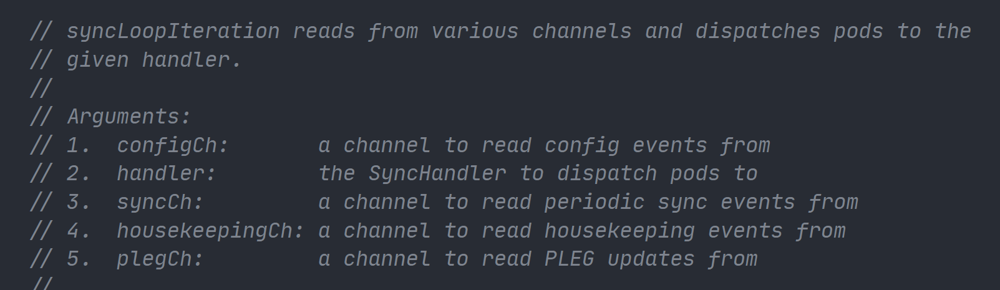 // syncLoopIteration reads from various channels and dispatches pods to the
// given handler.
//
// Arguments:
// 1.  configCh:       a channel to read config events from
// 2.  handler:        the SyncHandler to dispatch pods to
// 3.  syncCh:         a channel to read periodic sync events from
// 4.  housekeepingCh: a channel to read housekeeping events from
// 5.  plegCh:         a channel to read PLEG updates from
//